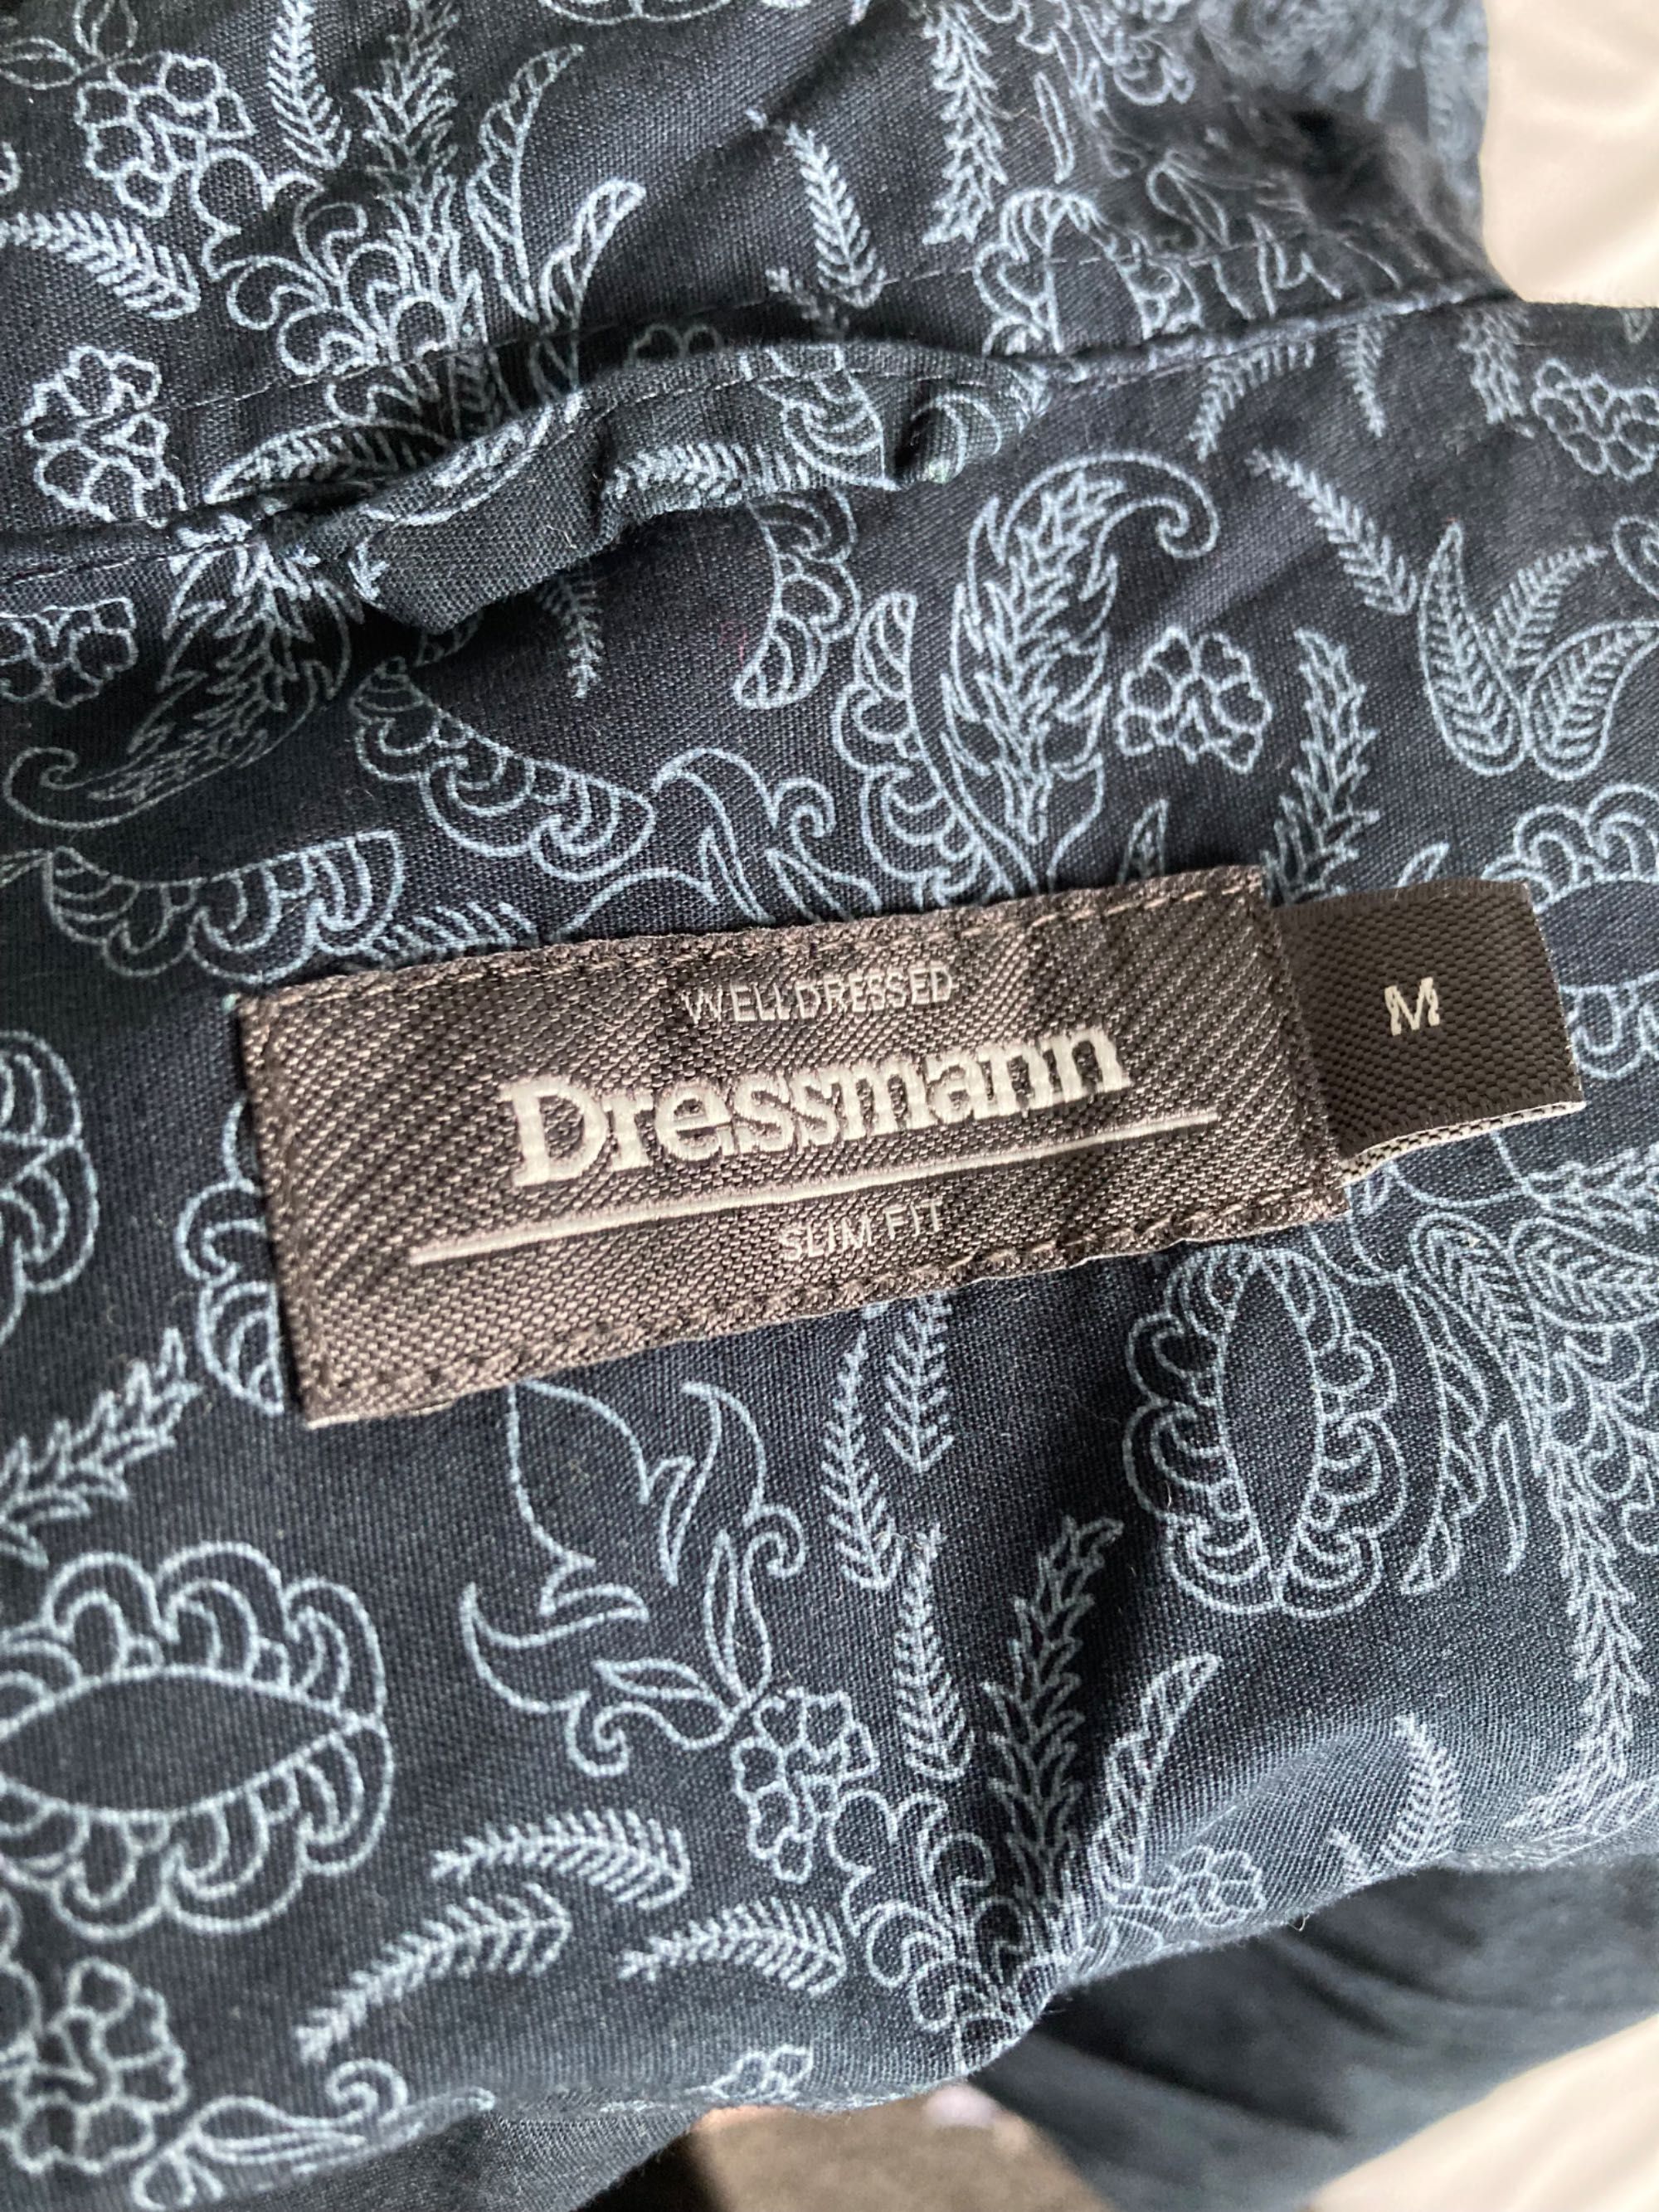 WELLDRESSED
Dressmann
SLIM FIT
M